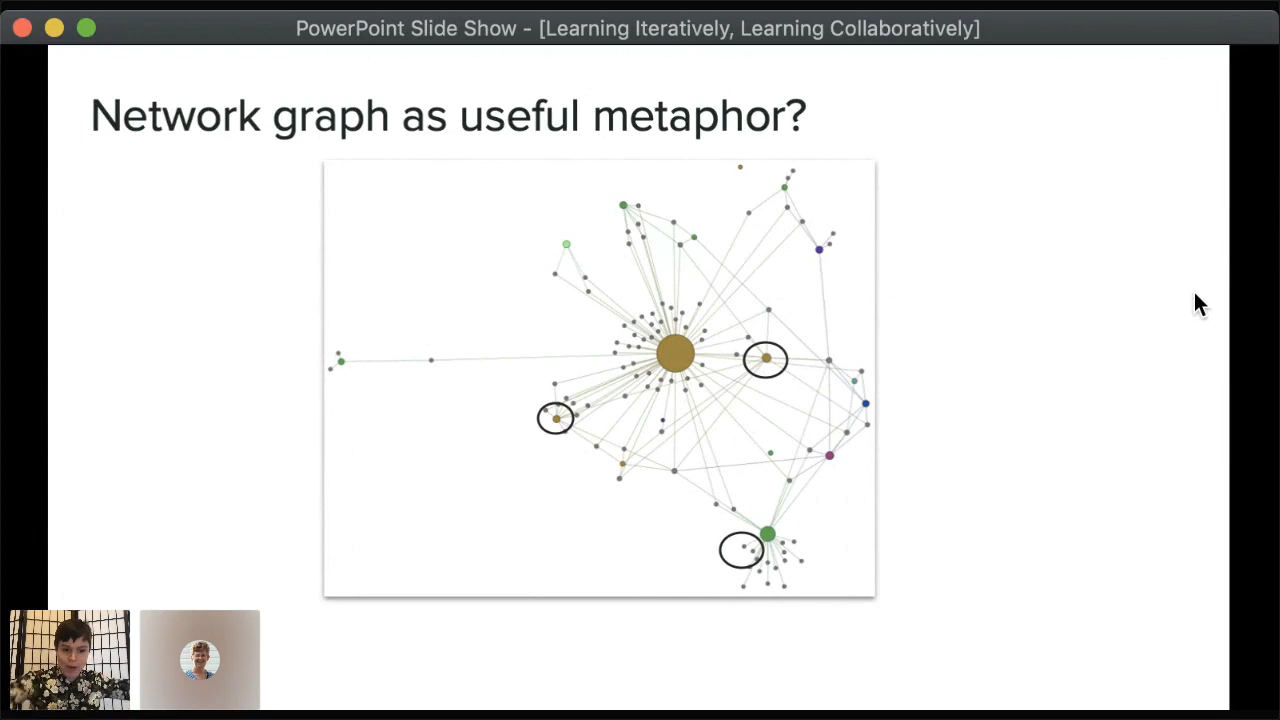 PowerPoint Slide Show - [Learning Iteratively, Learning Collaboratively]
Network graph as useful metaphor?